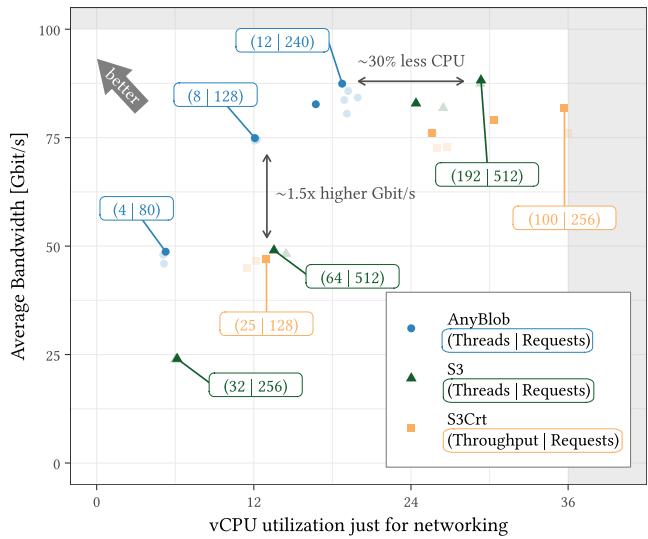 100
75
50
25
0
0
12
24
36
Average Bandwidth [Gbit/s]
vCPU utilization just for networking
better
(12 | 240)
~30% less CPU
(8 | 128)
(192 | 512)
~1.5x higher Gbit/s
(4 | 80)
(100 | 256)
(64 | 512)
(25 | 128)
(32 | 256)
AnyBlob
(Threads | Requests)
S3
(Threads | Requests)
S3Crt
(Throughput | Requests)